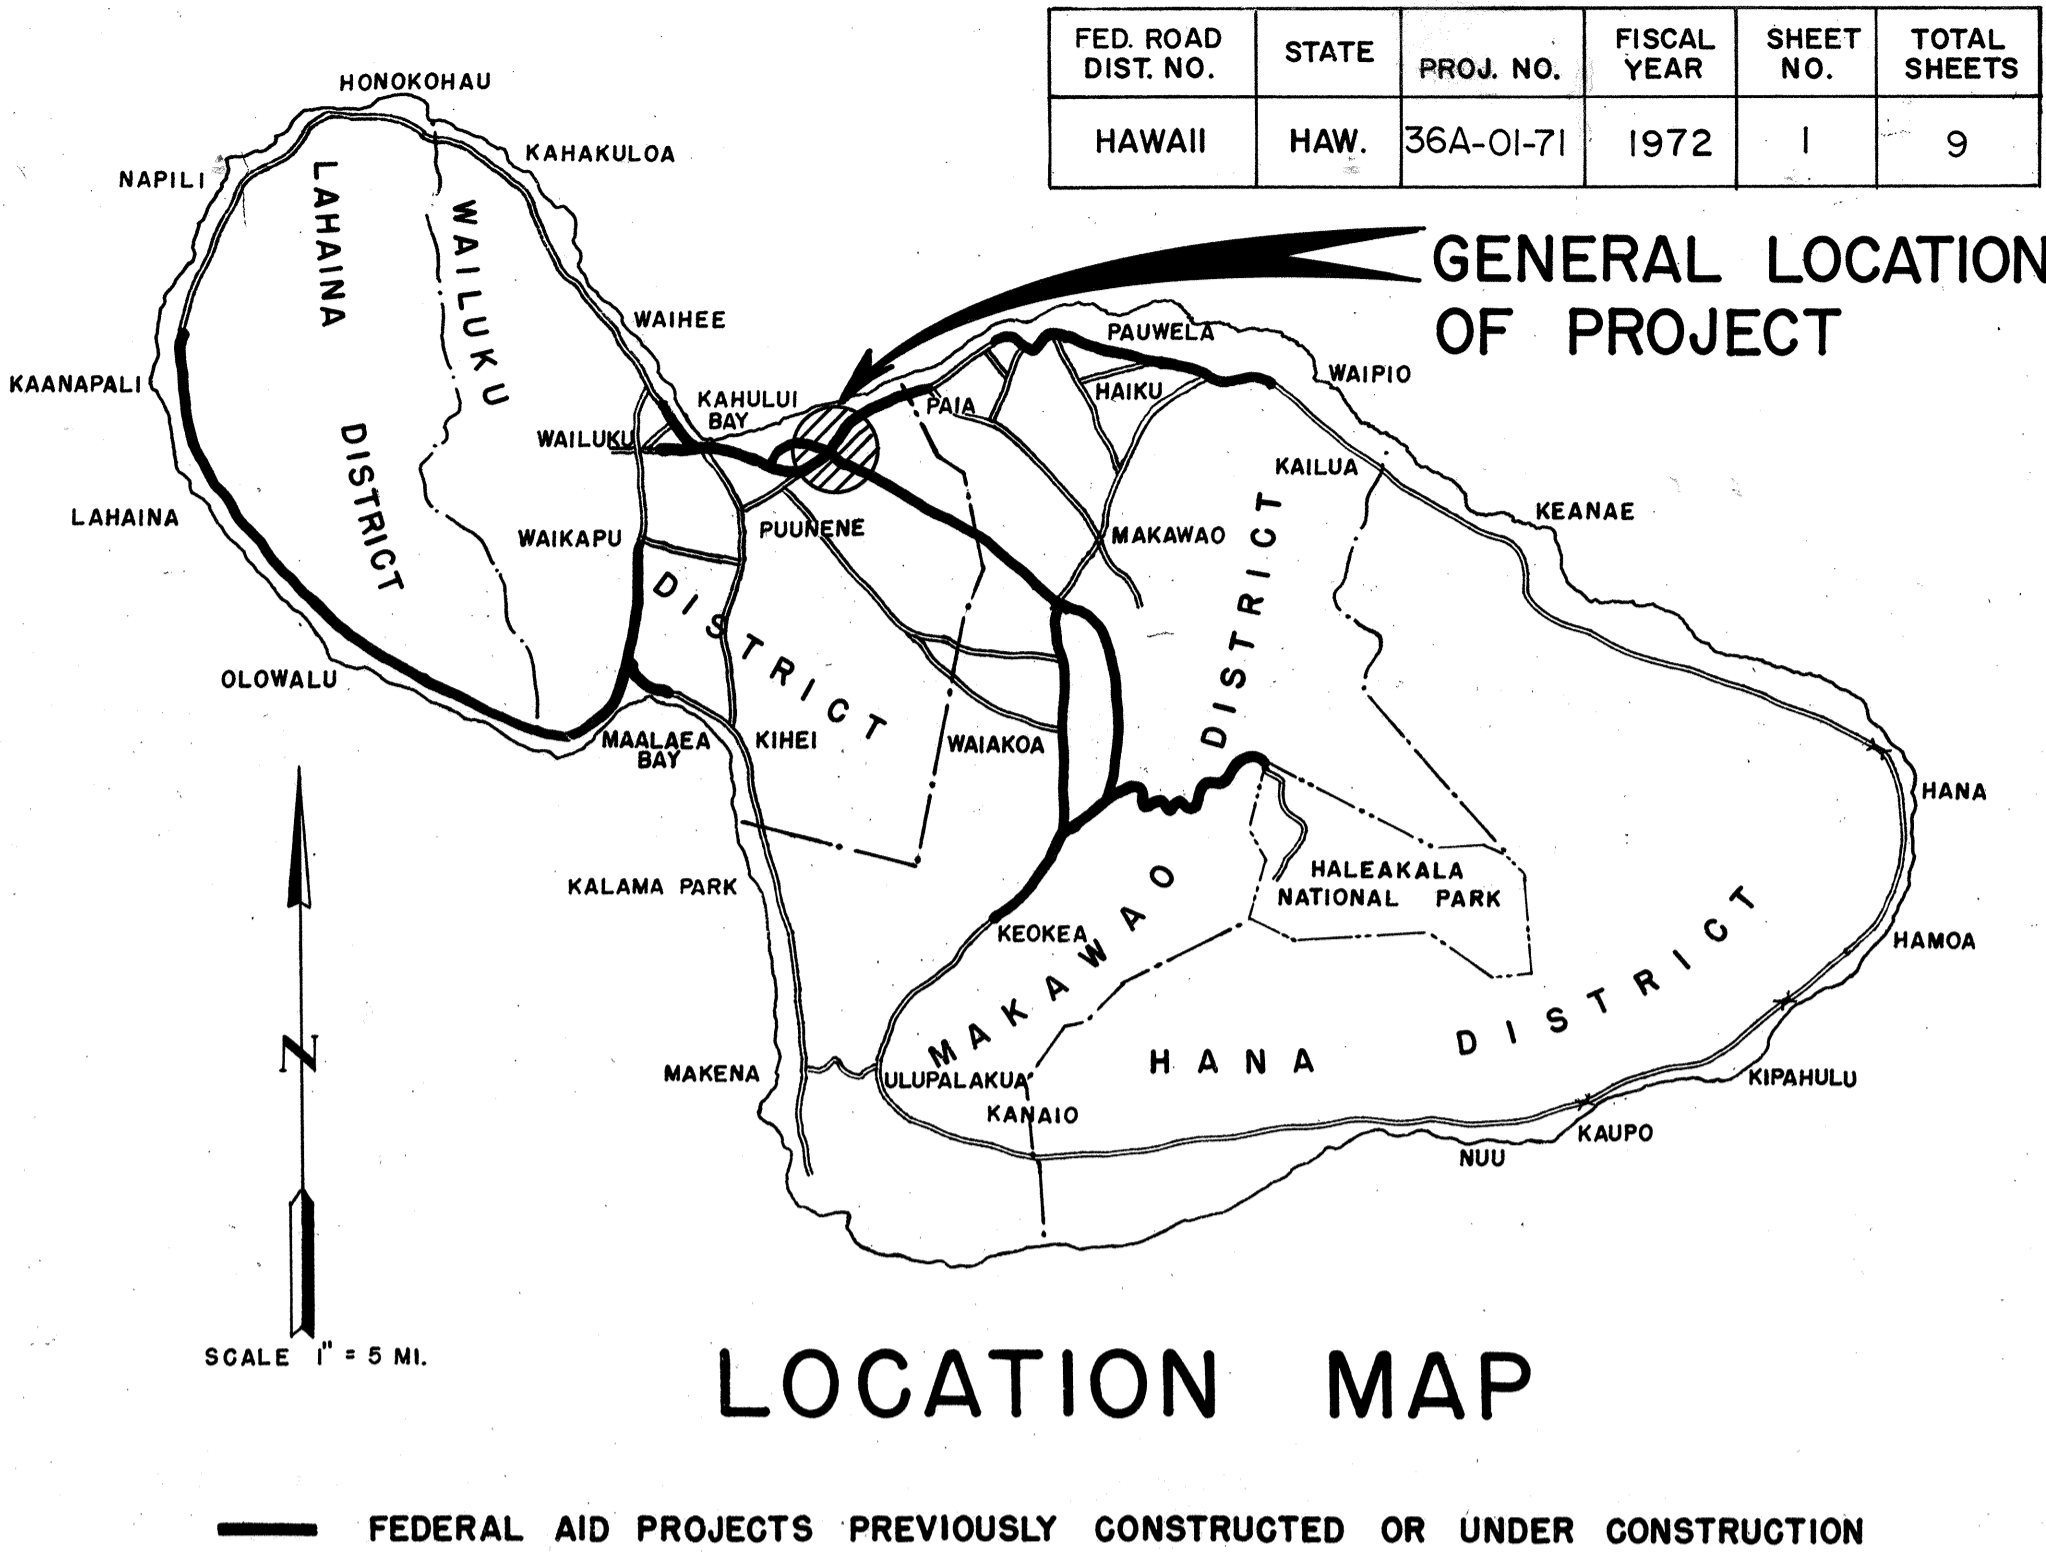 FED. ROAD DIST. NO.
STATE
PROJ. NO.
FISCAL YEAR
SHEET NO.
TOTAL SHEETS
HAWAII
HAW.
36A-01-71
1972
1
9
GENERAL LOCATION
OF PROJECT
HONOKOHAU
KAHAKULOA
NAPILI
LAHAINA
DISTRICT
WAILUKU
DISTRICT
WAIHEE
KAANAPALI
KAHULUI
BAY
WAILUKU
PAUWELA
WAIPIO
HAIKU
PAIA
KAILUA
KEANAE
LAHAINA
WAIKAPU
PUUNENE
MAKAWAO
OLOWALU
MAALAEA
BAY
KIHEI
WAIAKOA
HANA
KALAMA PARK
HALEAKALA
NATIONAL PARK
KEOKEA
HAMOA
MAKAWAO
DISTRICT
HANA
DISTRICT
MAKENA
ULUPALAKUA
KANAIO
KIPAHULU
KAUPO
NUU
N
SCALE 1" = 5 MI.
LOCATION MAP
FEDERAL AID PROJECTS PREVIOUSLY CONSTRUCTED OR UNDER CONSTRUCTION